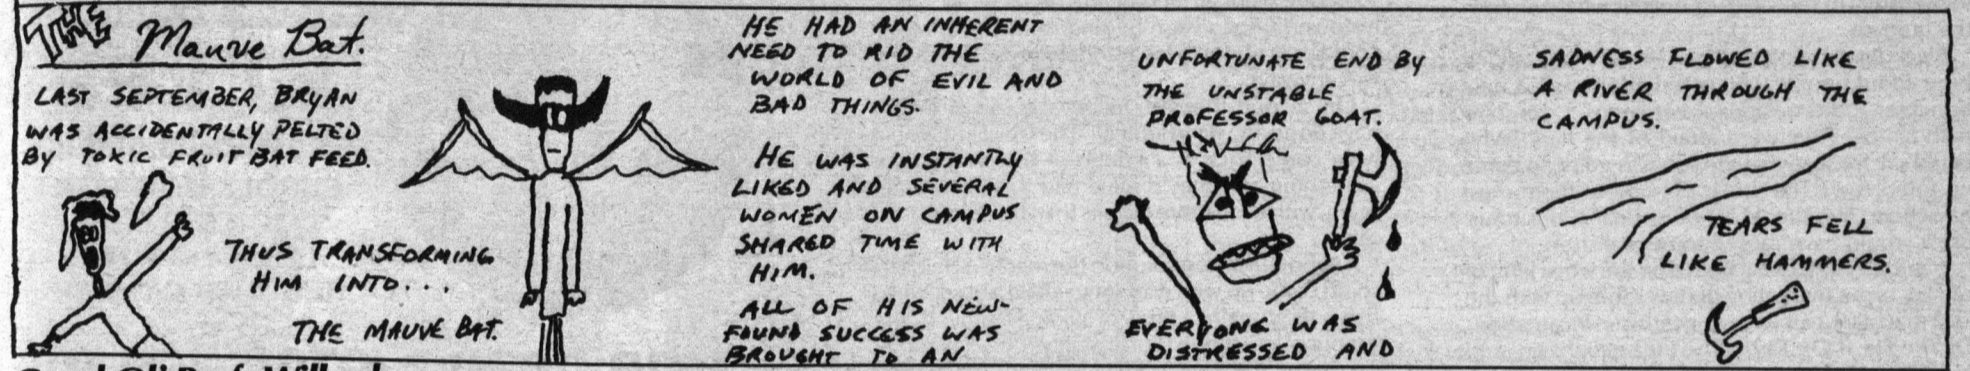 THE Mauve Bat.
LAST SEPTEMBER, BRYAN
WAS ACCIDENTALLY PELTED
BY TOXIC FRUIT BAT FEED.
THUS TRANSFORMING
HIM INTO...
THE MAUVE BAT.
HE HAD AN INHERENT
NEED TO RID THE
WORLD OF EVIL AND
BAD THINGS.
HE WAS INSTANTLY
LIKED AND SEVERAL
WOMEN ON CAMPUS
SHARED TIME WITH
HIM.
ALL OF HIS NEW-
FOUND SUCCESS WAS
BROUGHT TO AN
UNFORTUNATE END BY
THE UNSTABLE
PROFESSOR GOAT.
EVERYONE WAS
DISTRESSED AND
SADNESS FLOWED LIKE
A RIVER THROUGH THE
CAMPUS.
TEARS FELL
LIKE HAMMERS.